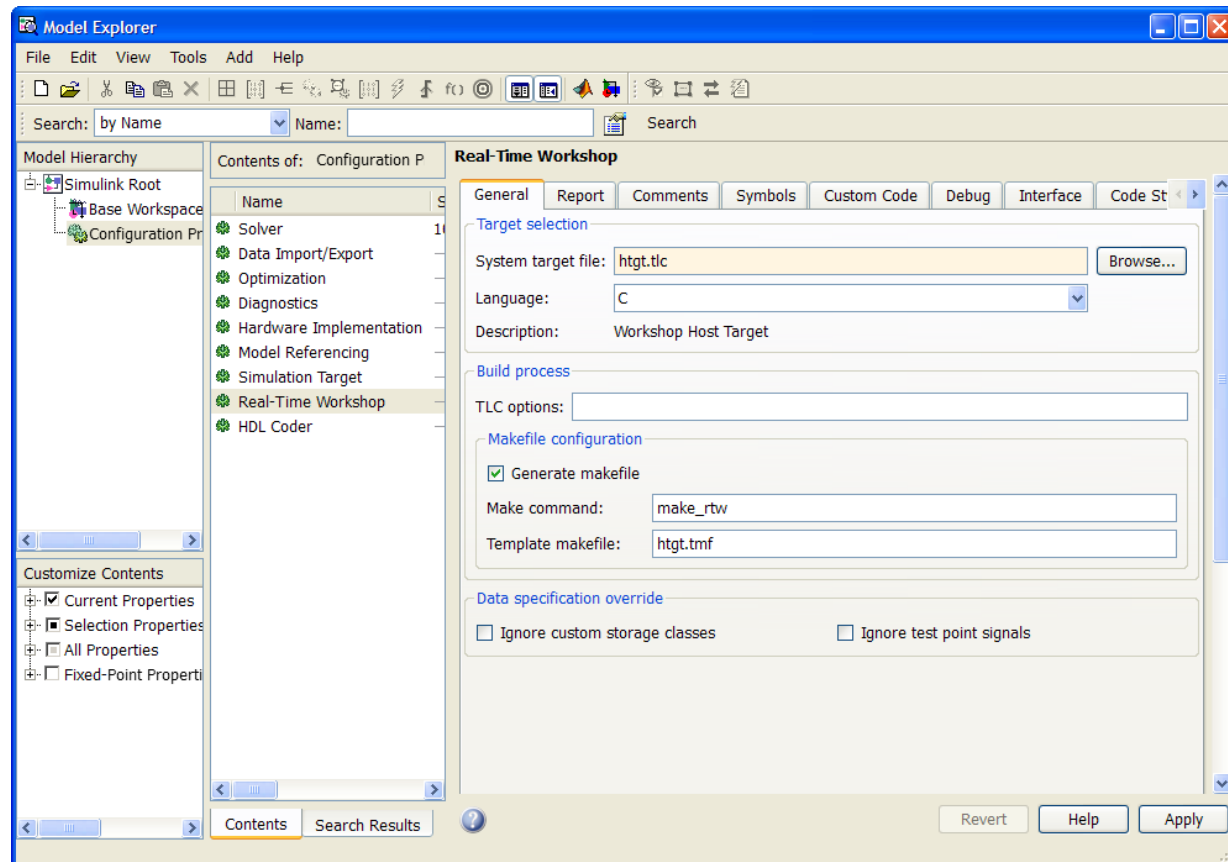 Model Explorer
File Edit View Tools Add Help
Search: by Name Name: Search
Model Hierarchy
Simulink Root
Base Workspace
Configuration Pr
Customize Contents
Current Properties
Selection Properties
All Properties
Fixed-Point Properti
Contents of: Configuration P
Name S
Solver 10
Data Import/Export
Optimization
Diagnostics
Hardware Implementation
Model Referencing
Simulation Target
Real-Time Workshop
HDL Coder
Contents Search Results
Real-Time Workshop
General Report Comments Symbols Custom Code Debug Interface Code St
Target selection
System target file: htgt.tlc Browse...
Language: C
Description: Workshop Host Target
Build process
TLC options:
Makefile configuration
Generate makefile
Make command: make_rtw
Template makefile: htgt.tmf
Data specification override
Ignore custom storage classes Ignore test point signals
Revert Help Apply